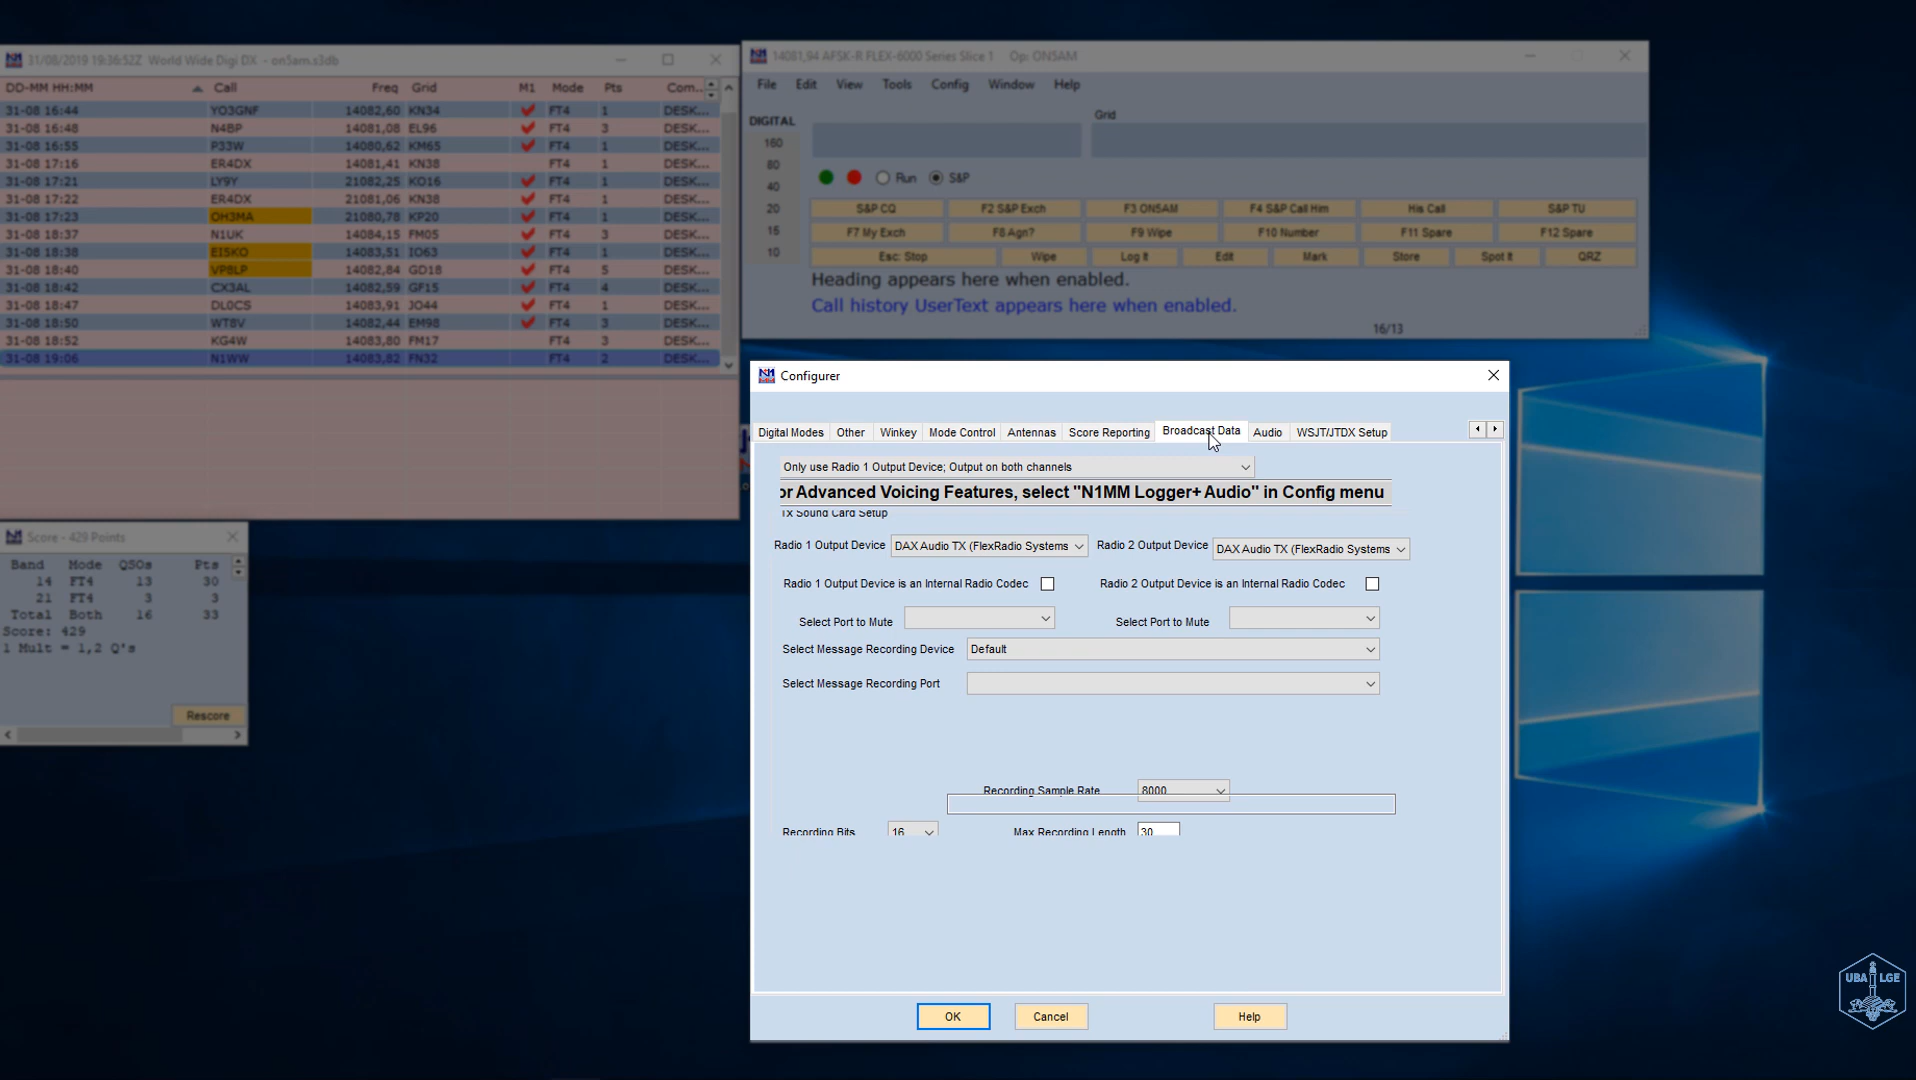 31/08/2019 19:36:52Z World Wide Digi DX - on5am.s3db
DD-MM HH:MM Call Freq Grid M1 Mode Pts Com...
31-08 16:44 YO3GNF 14082,60 KN34 FT4 1 DESK...
31-08 16:48 N4BP 14081,08 EL96 FT4 3 DESK...
31-08 16:55 P33W 14080,62 KM65 FT4 1 DESK...
31-08 17:16 ER4DX 14081,41 KN38 FT4 1 DESK...
31-08 17:21 LY9Y 21082,25 KO16 FT4 1 DESK...
31-08 17:22 ER4DX 21081,06 KN38 FT4 1 DESK...
31-08 17:23 OH3MA 21080,78 KP20 FT4 1 DESK...
31-08 18:37 N1UK 14084,15 FM05 FT4 3 DESK...
31-08 18:38 EI5KO 14083,51 IO63 FT4 1 DESK...
31-08 18:40 VP8LP 14082,84 GD18 FT4 5 DESK...
31-08 18:42 CX3AL 14082,59 GF15 FT4 4 DESK...
31-08 18:47 DL0CS 14083,91 JO44 FT4 1 DESK...
31-08 18:50 WT8V 14082,44 EM98 FT4 3 DESK...
31-08 18:52 KG4W 14083,80 FM17 FT4 3 DESK...
31-08 19:06 N1WW 14083,82 FN32 FT4 2 DESK...
14081,94 AFSK-R FLEX-6000 Series Slice 1 Op: ON5AM
File Edit View Tools Config Window Help
DIGITAL Grid
160
80
40
20
15
10
Run S&P
S&P CQ F2 S&P Exch F3 ON5AM F4 S&P Call Him His Call S&P TU
F7 My Exch F8 Agn? F9 Wipe F10 Number F11 Spare F12 Spare
Esc: Stop Wipe Log It Edit Mark Store Spot It QRZ
Heading appears here when enabled.
Call history UserText appears here when enabled.
16/13
Score - 429 Points
Band Mode QSOs Pts
14 FT4 13 30
21 FT4 3 3
Total Both 16 33
Score: 429
1 Mult = 1,2 Q's
Rescore
Configurer
Digital Modes Other Winkey Mode Control Antennas Score Reporting Broadcast Data Audio WSJT/JTDX Setup
Only use Radio 1 Output Device; Output on both channels
or Advanced Voicing Features, select "N1MM Logger+ Audio" in Config menu
Tx Sound Card Setup
Radio 1 Output Device DAX Audio TX (FlexRadio Systems Radio 2 Output Device DAX Audio TX (FlexRadio Systems
Radio 1 Output Device is an Internal Radio Codec Radio 2 Output Device is an Internal Radio Codec
Select Port to Mute Select Port to Mute
Select Message Recording Device Default
Select Message Recording Port
Recording Sample Rate 8000
Recording Bits 16 Max Recording Length 30
OK Cancel Help
UBA LGE